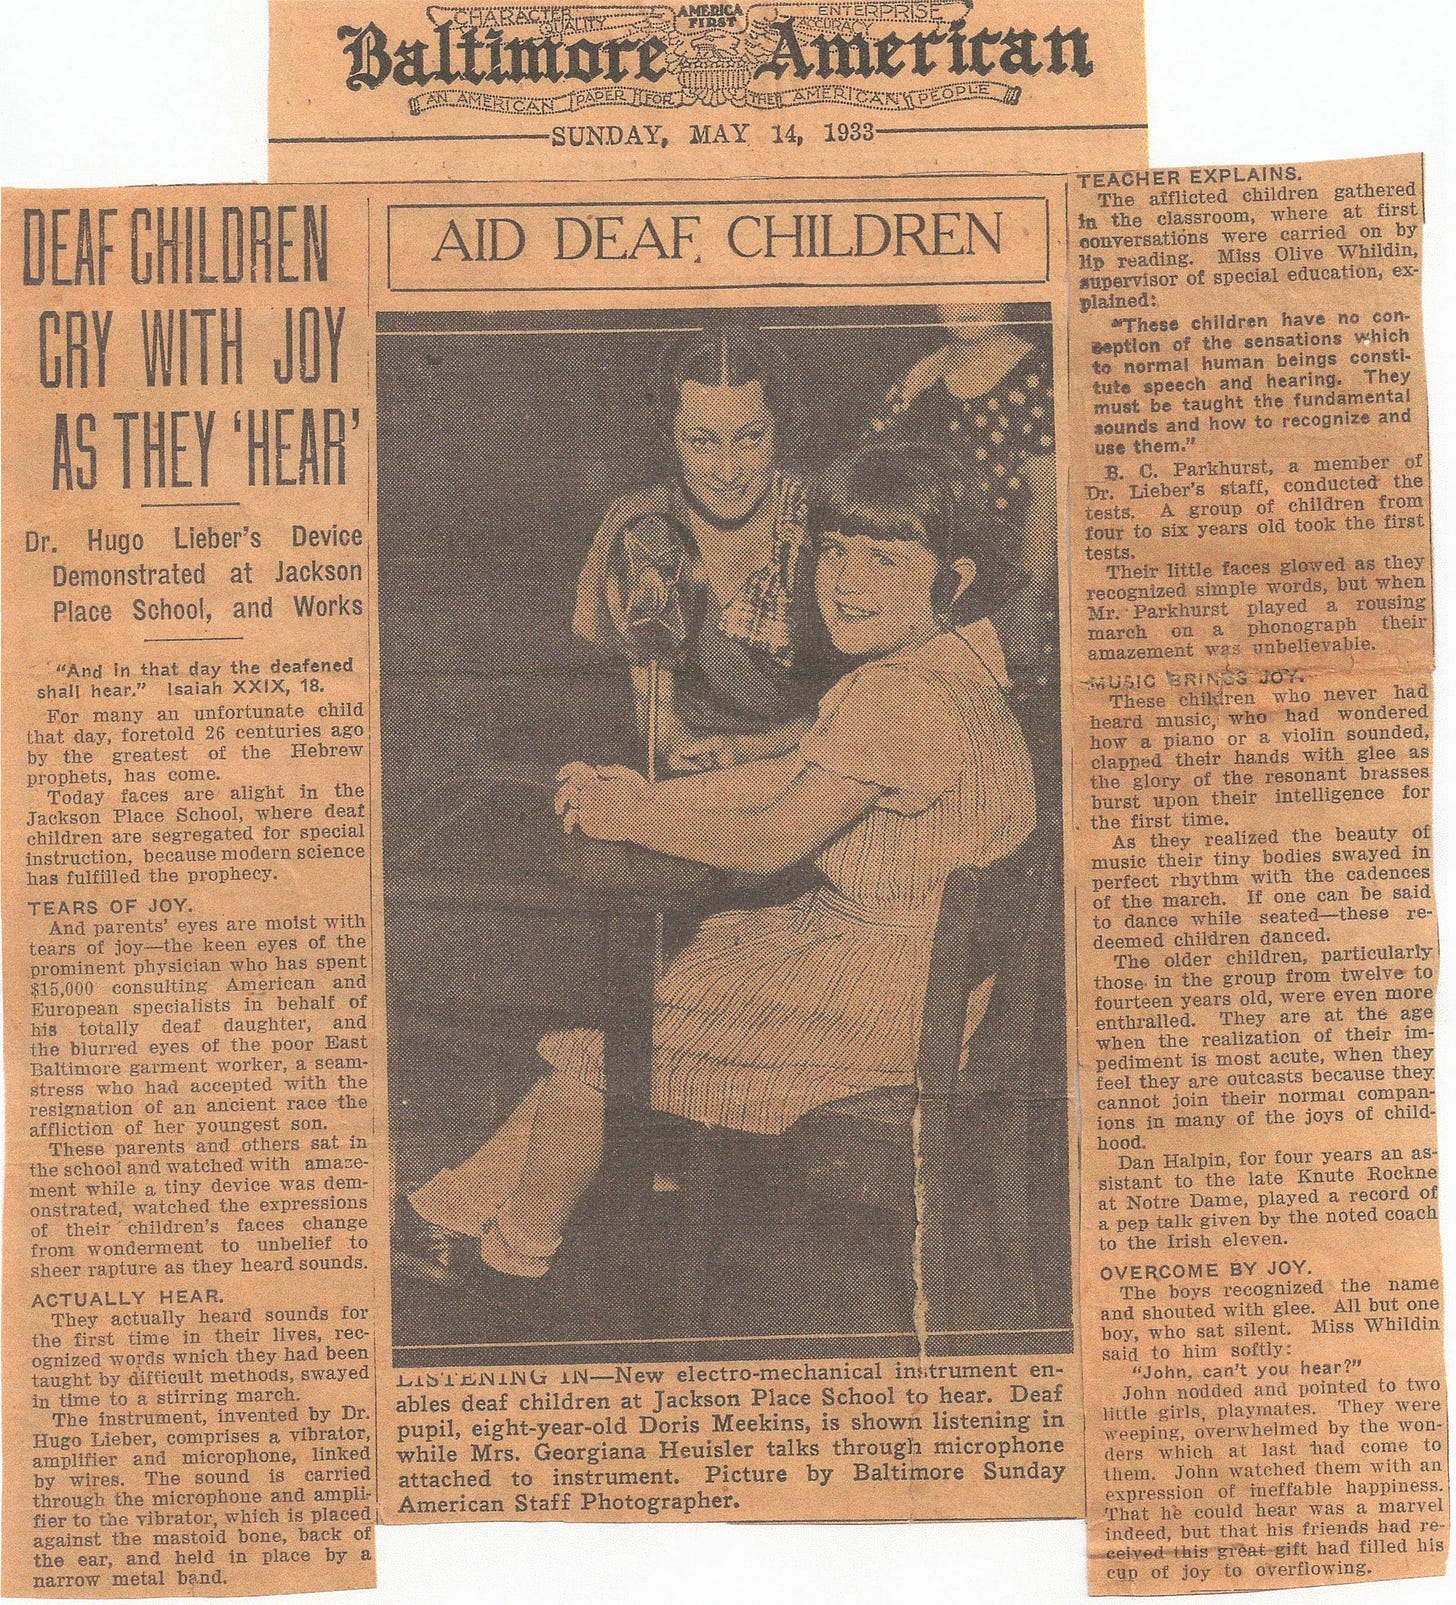 CHARACTER QUALITY AMERICA FIRST ENTERPRISE ACCURACY
Baltimore American
AN AMERICAN PAPER FOR THE AMERICAN PEOPLE
SUNDAY, MAY 14, 1933
DEAF CHILDREN
CRY WITH JOY
AS THEY ‘HEAR’
Dr. Hugo Lieber’s Device
Demonstrated at Jackson
Place School, and Works
“And in that day the deafened
shall hear.” Isaiah XXIX, 18.
For many an unfortunate child
that day, foretold 26 centuries ago
by the greatest of the Hebrew
prophets, has come.
Today faces are alight in the
Jackson Place School, where deaf
children are segregated for special
instruction, because modern science
has fulfilled the prophecy.
TEARS OF JOY.
And parents’ eyes are moist with
tears of joy—the keen eyes of the
prominent physician who has spent
$15,000 consulting American and
European specialists in behalf of
his totally deaf daughter, and
the blurred eyes of the poor East
Baltimore garment worker, a seam-
stress who had accepted with the
resignation of an ancient race the
affliction of her youngest son.
These parents and others sat in
the school and watched with amaze-
ment while a tiny device was dem-
onstrated, watched the expressions
of their children’s faces change
from wonderment to unbelief to
sheer rapture as they heard sounds.
ACTUALLY HEAR.
They actually heard sounds for
the first time in their lives, rec-
ognized words which they had been
taught by difficult methods, swayed
in time to a stirring march.
The instrument, invented by Dr.
Hugo Lieber, comprises a vibrator,
amplifier and microphone, linked
by wires. The sound is carried
through the microphone and ampli-
fier to the vibrator, which is placed
against the mastoid bone, back of
the ear, and held in place by a
narrow metal band.
AID DEAF CHILDREN
LISTENING IN—New electro-mechanical instrument en-
ables deaf children at Jackson Place School to hear. Deaf
pupil, eight-year-old Doris Meekins, is shown listening in
while Mrs. Georgiana Heuisler talks through microphone
attached to instrument. Picture by Baltimore Sunday
American Staff Photographer.
TEACHER EXPLAINS.
The afflicted children gathered
in the classroom, where at first
conversations were carried on by
lip reading. Miss Olive Whildin,
supervisor of special education, ex-
plained:
“These children have no con-
ception of the sensations which
to normal human beings consti-
tute speech and hearing. They
must be taught the fundamental
sounds and how to recognize and
use them.”
B. C. Parkhurst, a member of
Dr. Lieber’s staff, conducted the
tests. A group of children from
four to six years old took the first
tests.
Their little faces glowed as they
recognized simple words, but when
Mr. Parkhurst played a rousing
march on a phonograph their
amazement was unbelievable.
MUSIC BRINGS JOY.
These children who never had
heard music, who had wondered
how a piano or a violin sounded,
clapped their hands with glee as
the glory of the resonant brasses
burst upon their intelligence for
the first time.
As they realized the beauty of
music their tiny bodies swayed in
perfect rhythm with the cadences
of the march. If one can be said
to dance while seated—these re-
deemed children danced.
The older children, particularly
those in the group from twelve to
fourteen years old, were even more
enthralled. They are at the age
when the realization of their im-
pediment is most acute, when they
feel they are outcasts because they
cannot join their normal compan-
ions in many of the joys of child-
hood.
Dan Halpin, for four years an as-
sistant to the late Knute Rockne
at Notre Dame, played a record of
a pep talk given by the noted coach
to the Irish eleven.
OVERCOME BY JOY.
The boys recognized the name
and shouted with glee. All but one
boy, who sat silent. Miss Whildin
said to him softly:
“John, can’t you hear?”
John nodded and pointed to two
little girls, playmates. They were
weeping, overwhelmed by the won-
ders which at last had come to
them. John watched them with an
expression of ineffable happiness.
That he could hear was a marvel
indeed, but that his friends had re-
ceived this great gift had filled his
cup of joy to overflowing.